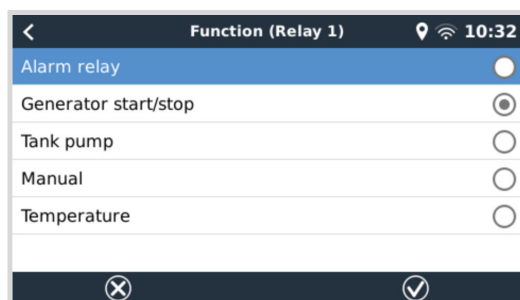 Function (Relay 1) 10:32
Alarm relay
Generator start/stop
Tank pump
Manual
Temperature